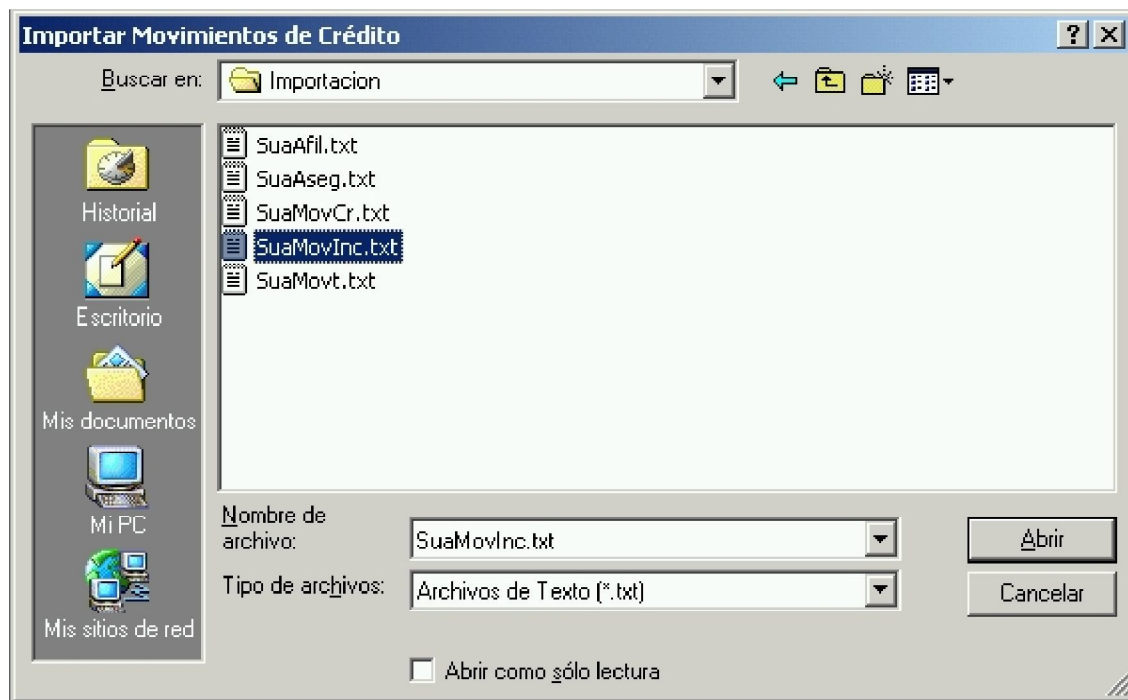 Importar Movimientos de Crédito
Buscar en: Importacion
SuaAfil.txt
SuaAseg.txt
SuaMovCr.txt
SuaMovInc.txt
SuaMovt.txt
Historial
Escritorio
Mis documentos
Mi PC
Mis sitios de red
Nombre de
archivo: SuaMovInc.txt Abrir
Tipo de archivos: Archivos de Texto (*.txt) Cancelar
Abrir como sólo lectura